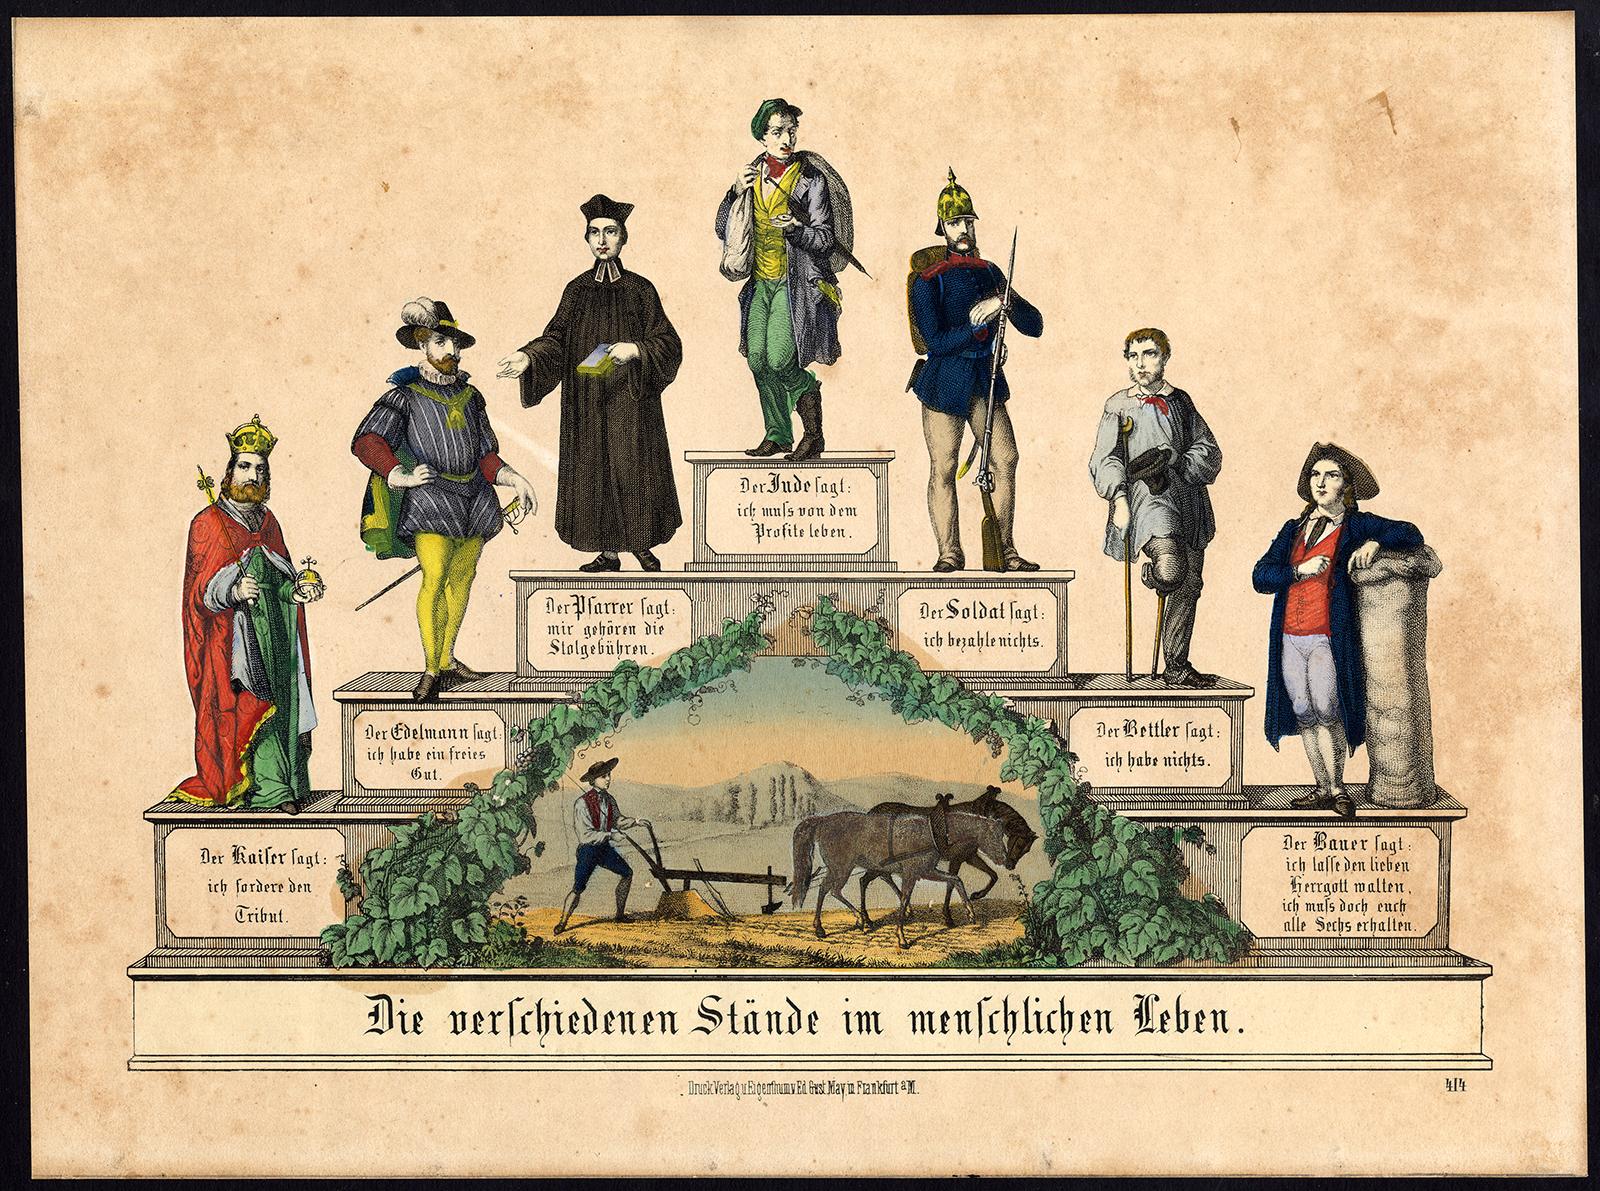 Der Jude sagt:
ich muſs von dem
Profite leben.
Der Pfarrer ſagt:
mir gehören die
Stolgebühren.
Der Soldat ſagt:
ich bezahle nichts.
Der Edelmann ſagt:
ich habe ein freies
Gut.
Der Bettler ſagt:
ich habe nichts.
Der Kaiſer ſagt:
ich fordere den
Tribut.
Der Bauer ſagt:
ich laſſe den lieben
Herrgott walten,
ich muſs doch euch
alle Sechs erhalten.
Die verſchiedenen Stände im menſchlichen Leben.
Druck Verlag u. Eigenthum v. Ed. Gust. May in Frankfurt a/M.
414